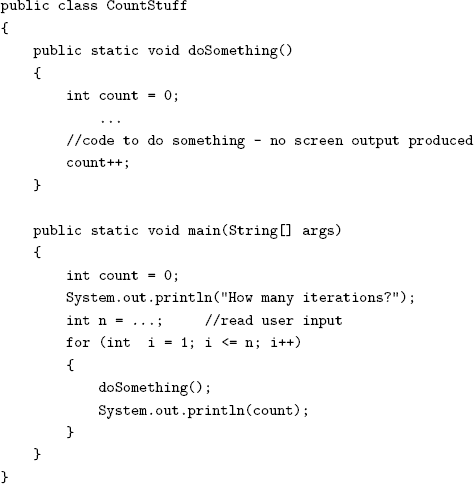 public class CountStuff
{
    public static void doSomething()
    {
        int count = 0;
            ...
        //code to do something - no screen output produced
        count++;
    }

    public static void main(String[] args)
    {
        int count = 0;
        System.out.println("How many iterations?");
        int n = ...;     //read user input
        for (int  i = 1; i <= n; i++)
        {
            doSomething();
            System.out.println(count);
        }
    }
}